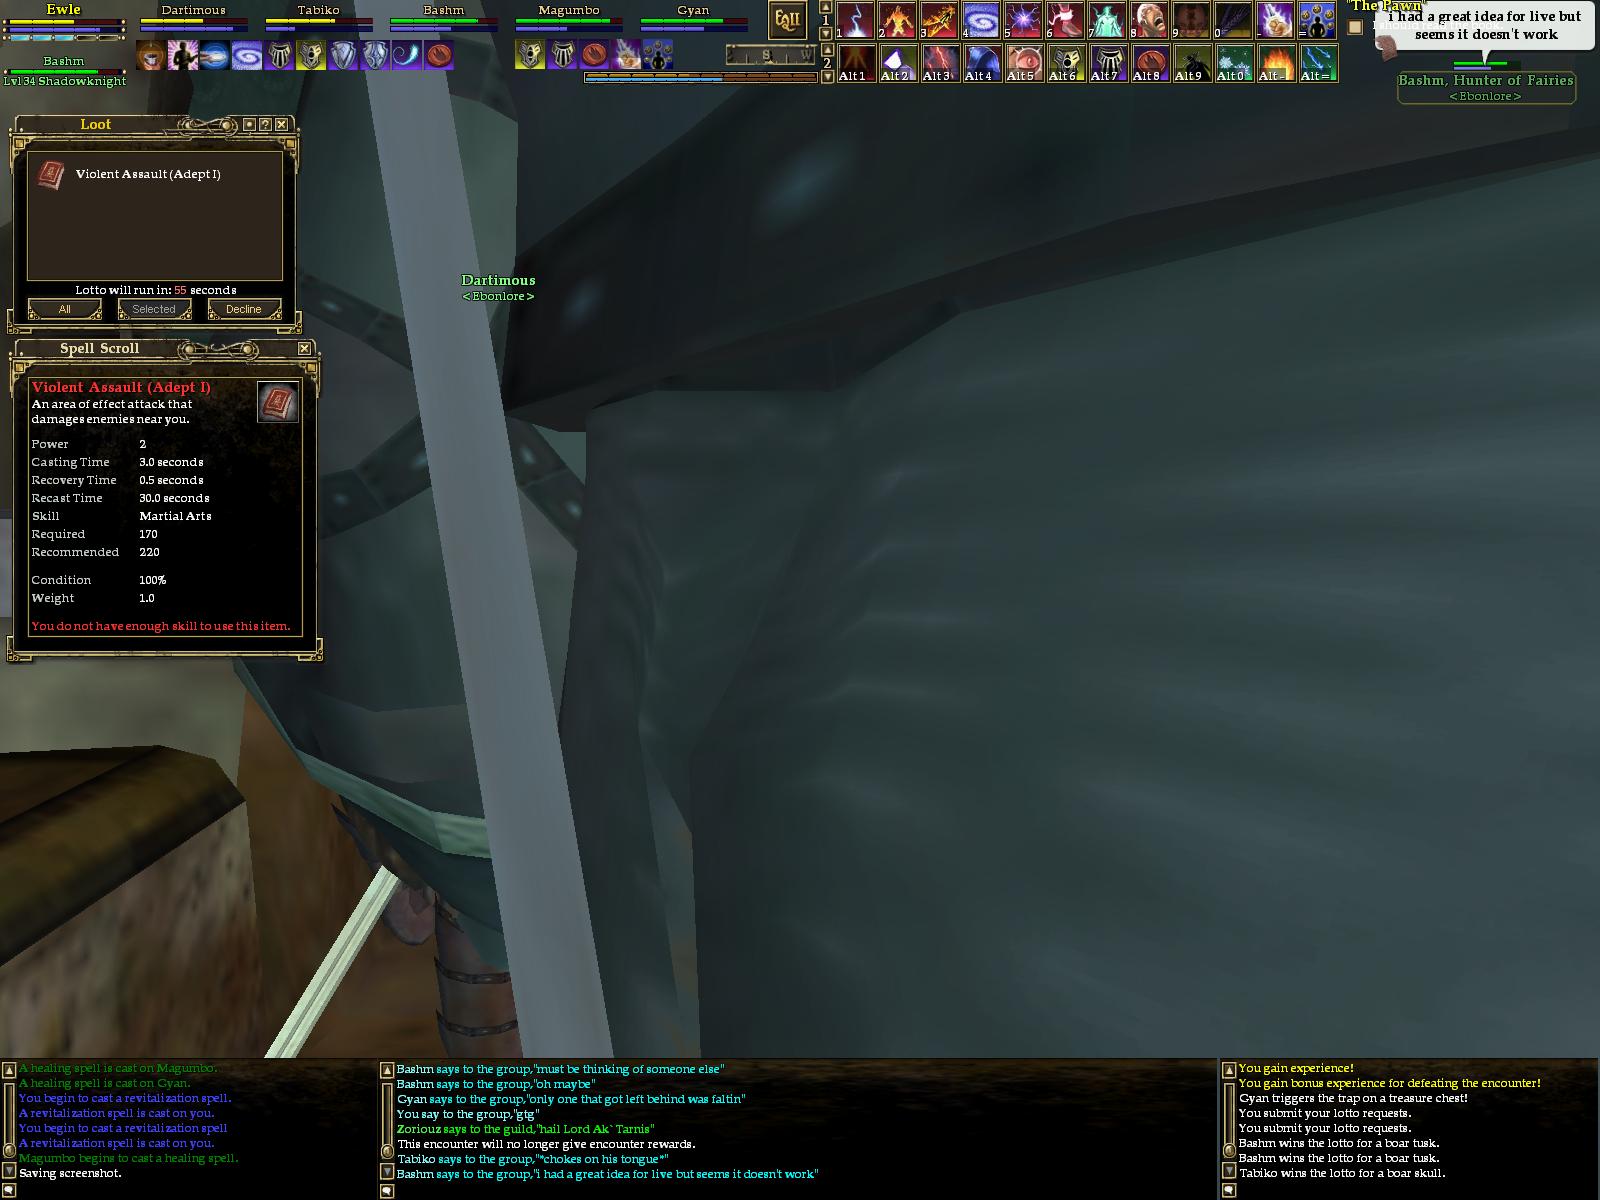 Ewle
Dartimous
Tabiko
Bashm
Magumbo
Gyan
EQII
1
1
2
3
4
5
6
7
8
9
0
-
=
2
Alt1
Alt2
Alt3
Alt4
Alt5
Alt6
Alt7
Alt8
Alt9
Alt0
Alt-
Alt=
S
W
Bashm
Lvl 34 Shadowknight
"The Pawn"
i had a great idea for live but
seems it doesn't work
Bashm, Hunter of Fairies
<Ebonlore>
Loot
?
Violent Assault (Adept I)
Lotto will run in: 55 seconds
All
Selected
Decline
Dartimous
<Ebonlore>
Spell Scroll
Violent Assault (Adept I)
An area of effect attack that
damages enemies near you.
Power 2
Casting Time 3.0 seconds
Recovery Time 0.5 seconds
Recast Time 30.0 seconds
Skill Martial Arts
Required 170
Recommended 220
Condition 100%
Weight 1.0
You do not have enough skill to use this item.
A healing spell is cast on Magumbo.
A healing spell is cast on Gyan.
You begin to cast a revitalization spell.
A revitalization spell is cast on you.
You begin to cast a revitalization spell
A revitalization spell is cast on you.
Magumbo begins to cast a healing spell.
Saving screenshot.
Bashm says to the group,"must be thinking of someone else"
Bashm says to the group,"oh maybe"
Gyan says to the group,"only one that got left behind was faltin"
You say to the group,"gtg"
Zoriouz says to the guild,"hail Lord Ak`Tarnis"
This encounter will no longer give encounter rewards.
Tabiko says to the group,"*chokes on his tongue*"
Bashm says to the group,"i had a great idea for live but seems it doesn't work"
You gain experience!
You gain bonus experience for defeating the encounter!
Gyan triggers the trap on a treasure chest!
You submit your lotto requests.
You submit your lotto requests.
Bashm wins the lotto for a boar tusk.
Bashm wins the lotto for a boar tusk.
Tabiko wins the lotto for a boar skull.